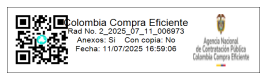 Colombia Compra Eficiente
Rad No. 2_2025_07_11_006973
Anexos: Si Con copia: No
Fecha: 11/07/2025 16:59:06
Agencia Nacional
de Contratación Pública
Colombia Compra Eficiente